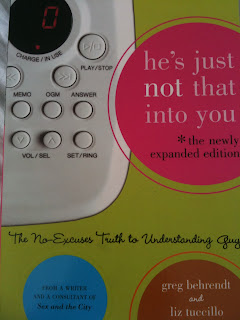 0
CHARGE / IN USE
PLAY/STOP
MEMO OGM ANSWER
VOL/SEL SET/RING
he's just
not that
into you
*the newly
expanded edition
The No-Excuses Truth to Understanding Guy
FROM A WRITER
AND A CONSULTANT OF
Sex and the City
greg behrendt
and
liz tuccillo